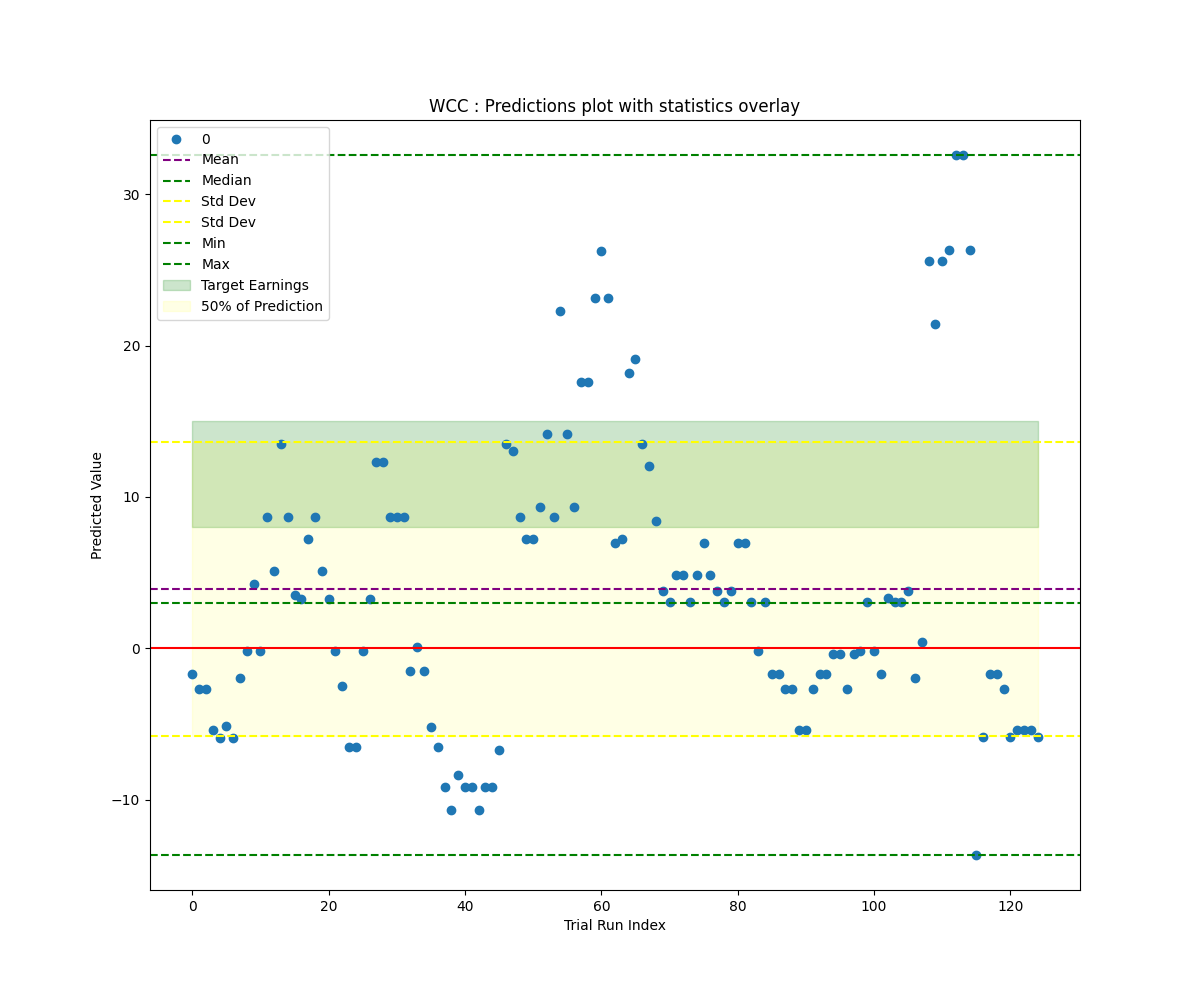 WCC : Predictions plot with statistics overlay
0
Mean
Median
Std Dev
Std Dev
Min
Max
Target Earnings
50% of Prediction
Predicted Value
30
20
10
0
−10
0 20 40 60 80 100 120
Trial Run Index